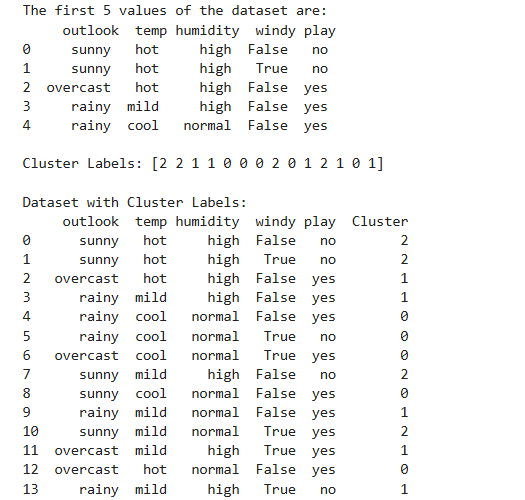 The first 5 values of the dataset are:
outlook temp humidity windy play
0 sunny hot high False no
1 sunny hot high True no
2 overcast hot high False yes
3 rainy mild high False yes
4 rainy cool normal False yes
Cluster Labels: [2 2 1 1 0 0 0 2 0 1 2 1 0 1]
Dataset with Cluster Labels:
outlook temp humidity windy play Cluster
0 sunny hot high False no 2
1 sunny hot high True no 2
2 overcast hot high False yes 1
3 rainy mild high False yes 1
4 rainy cool normal False yes 0
5 rainy cool normal True no 0
6 overcast cool normal True yes 0
7 sunny mild high False no 2
8 sunny cool normal False yes 0
9 rainy mild normal False yes 1
10 sunny mild normal True yes 2
11 overcast mild high True yes 1
12 overcast hot normal False yes 0
13 rainy mild high True no 1